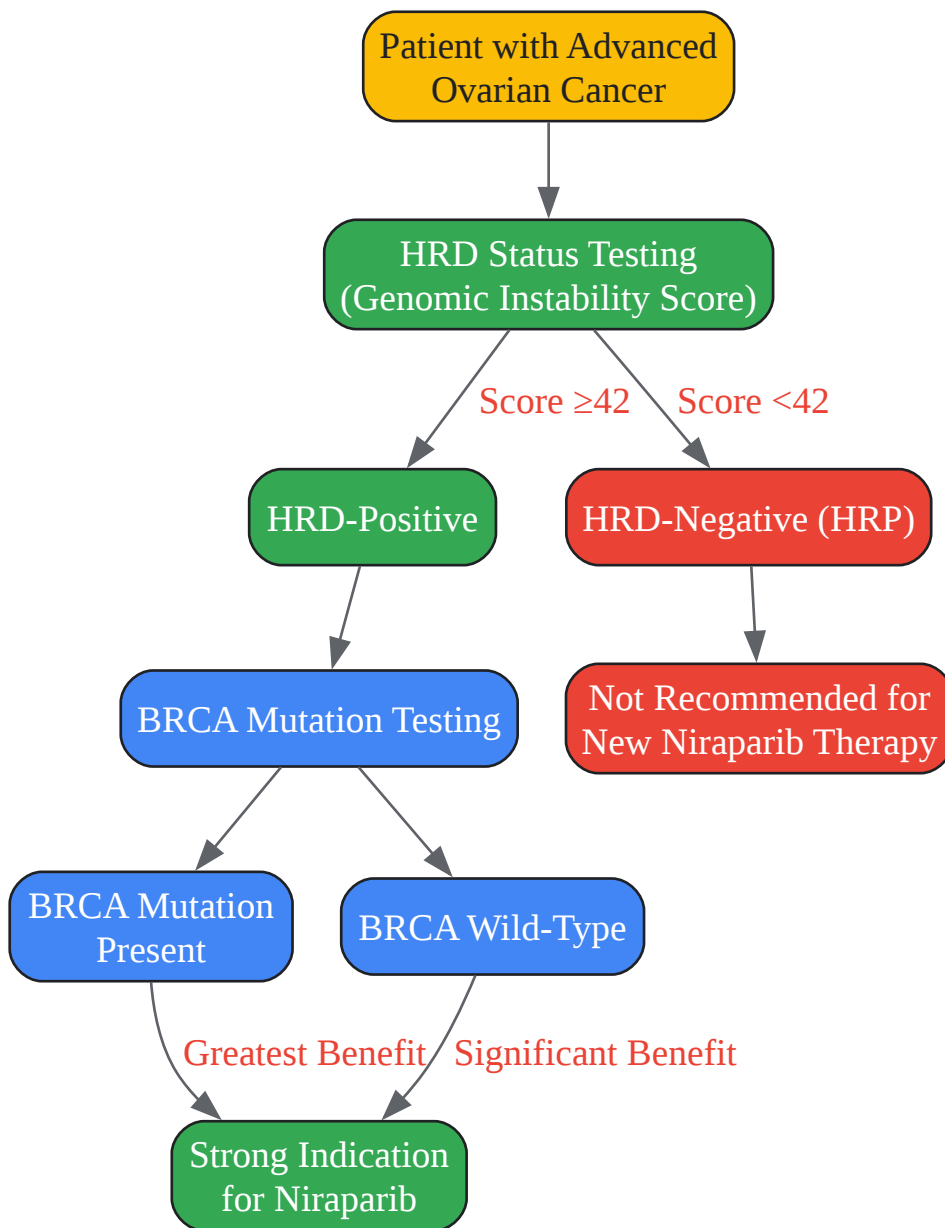 Patient with Advanced
Ovarian Cancer
HRD Status Testing
(Genomic Instability Score)
Score ≥42
Score <42
HRD-Positive
HRD-Negative (HRP)
BRCA Mutation Testing
Not Recommended for
New Niraparib Therapy
BRCA Mutation
Present
BRCA Wild-Type
Greatest Benefit
Significant Benefit
Strong Indication
for Niraparib